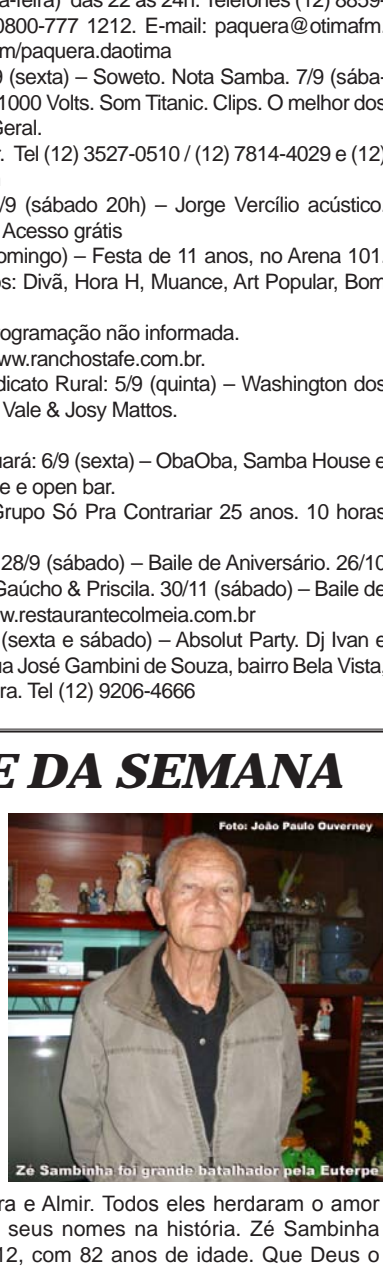 das 22 às 24h. Telefones (12) 8859-
0800-777 1212. E-mail: paquera@otimafm.
m/paquera.daotima
9 (sexta) – Soweto. Nota Samba. 7/9 (sába-
1000 Volts. Som Titanic. Clips. O melhor dos
Geral.
. Tel (12) 3527-0510 / (12) 7814-4029 e (12)
/9 (sábado 20h) – Jorge Vercílio acústico.
Acesso grátis
omingo) – Festa de 11 anos, no Arena 101.
os: Divã, Hora H, Muance, Art Popular, Bom
rogramação não informada.
ww.ranchostafe.com.br.
dicato Rural: 5/9 (quinta) – Washington dos
Vale & Josy Mattos.
uará: 6/9 (sexta) – ObaOba, Samba House e
e e open bar.
Grupo Só Pra Contrariar 25 anos. 10 horas
28/9 (sábado) – Baile de Aniversário. 26/10
Gaúcho & Priscila. 30/11 (sábado) – Baile de
w.restaurantecolmeia.com.br
(sexta e sábado) – Absolut Party. Dj Ivan e
ua José Gambini de Souza, bairro Bela Vista,
ra. Tel (12) 9206-4666
E DA SEMANA
Foto: João Paulo Ouverney
Zé Sambinha foi grande batalhador pela Euterpe
ra e Almir. Todos eles herdaram o amor
seus nomes na história. Zé Sambinha
12, com 82 anos de idade. Que Deus o